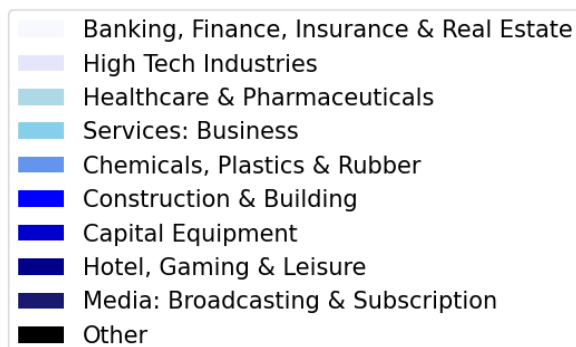 Banking, Finance, Insurance & Real Estate
High Tech Industries
Healthcare & Pharmaceuticals
Services: Business
Chemicals, Plastics & Rubber
Construction & Building
Capital Equipment
Hotel, Gaming & Leisure
Media: Broadcasting & Subscription
Other